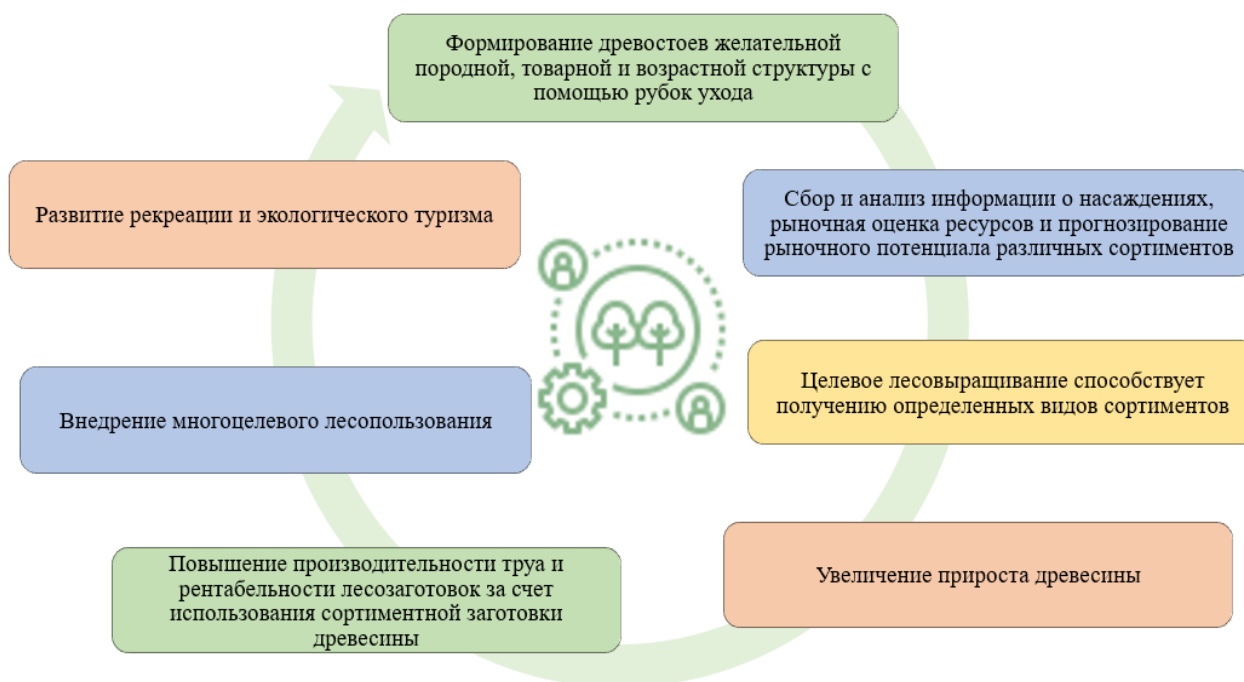 Формирование древостоев желательной
породной, товарной и возрастной структуры с
помощью рубок ухода
Сбор и анализ информации о насаждениях,
рыночная оценка ресурсов и прогнозирование
рыночного потенциала различных сортиментов
Целевое лесовыращивание способствует
получению определенных видов сортиментов
Увеличение прироста древесины
Повышение производительности труа и
рентабельности лесозаготовок за счет
использования сортиментной заготовки
древесины
Внедрение многоцелевого лесопользования
Развитие рекреации и экологического туризма